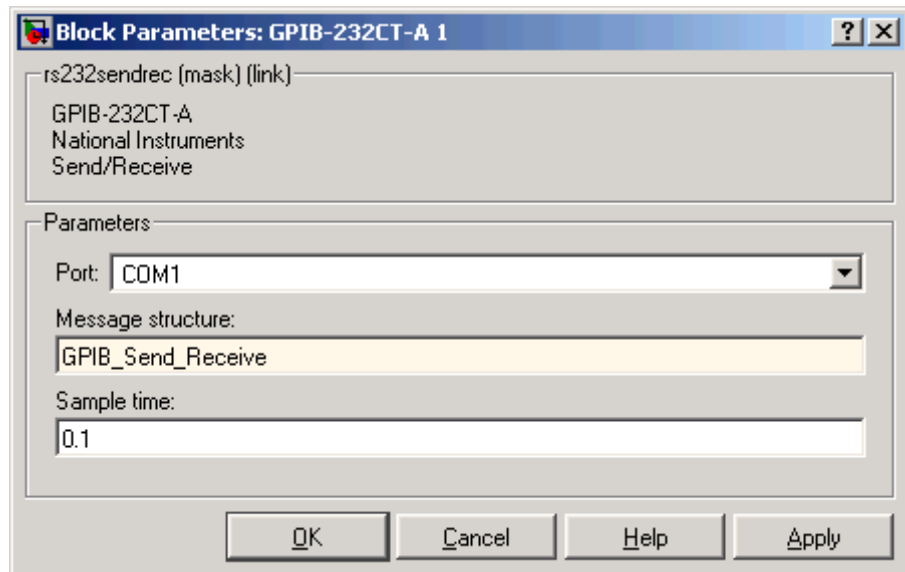 Block Parameters: GPIB-232CT-A 1
rs232sendrec (mask) (link)
GPIB-232CT-A
National Instruments
Send/Receive
Parameters
Port: COM1
Message structure:
GPIB_Send_Receive
Sample time:
0.1
OK Cancel Help Apply